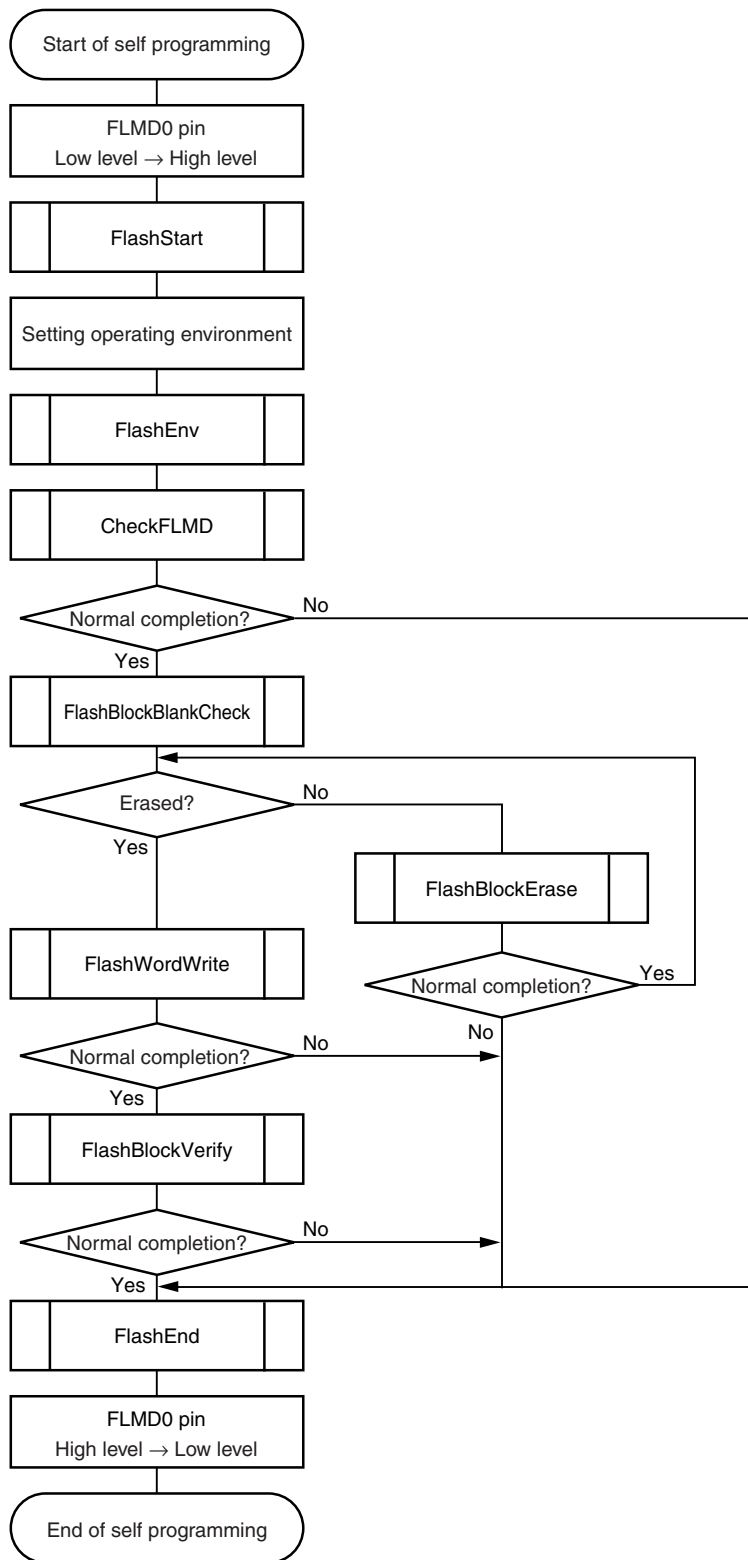 Start of self programming
FLMD0 pin
Low level → High level
FlashStart
Setting operating environment
FlashEnv
CheckFLMD
Normal completion?
No
Yes
FlashBlockBlankCheck
Erased?
No
Yes
FlashBlockErase
FlashWordWrite
Normal completion?
Yes
No
Normal completion?
No
Yes
FlashBlockVerify
Normal completion?
No
Yes
FlashEnd
FLMD0 pin
High level → Low level
End of self programming